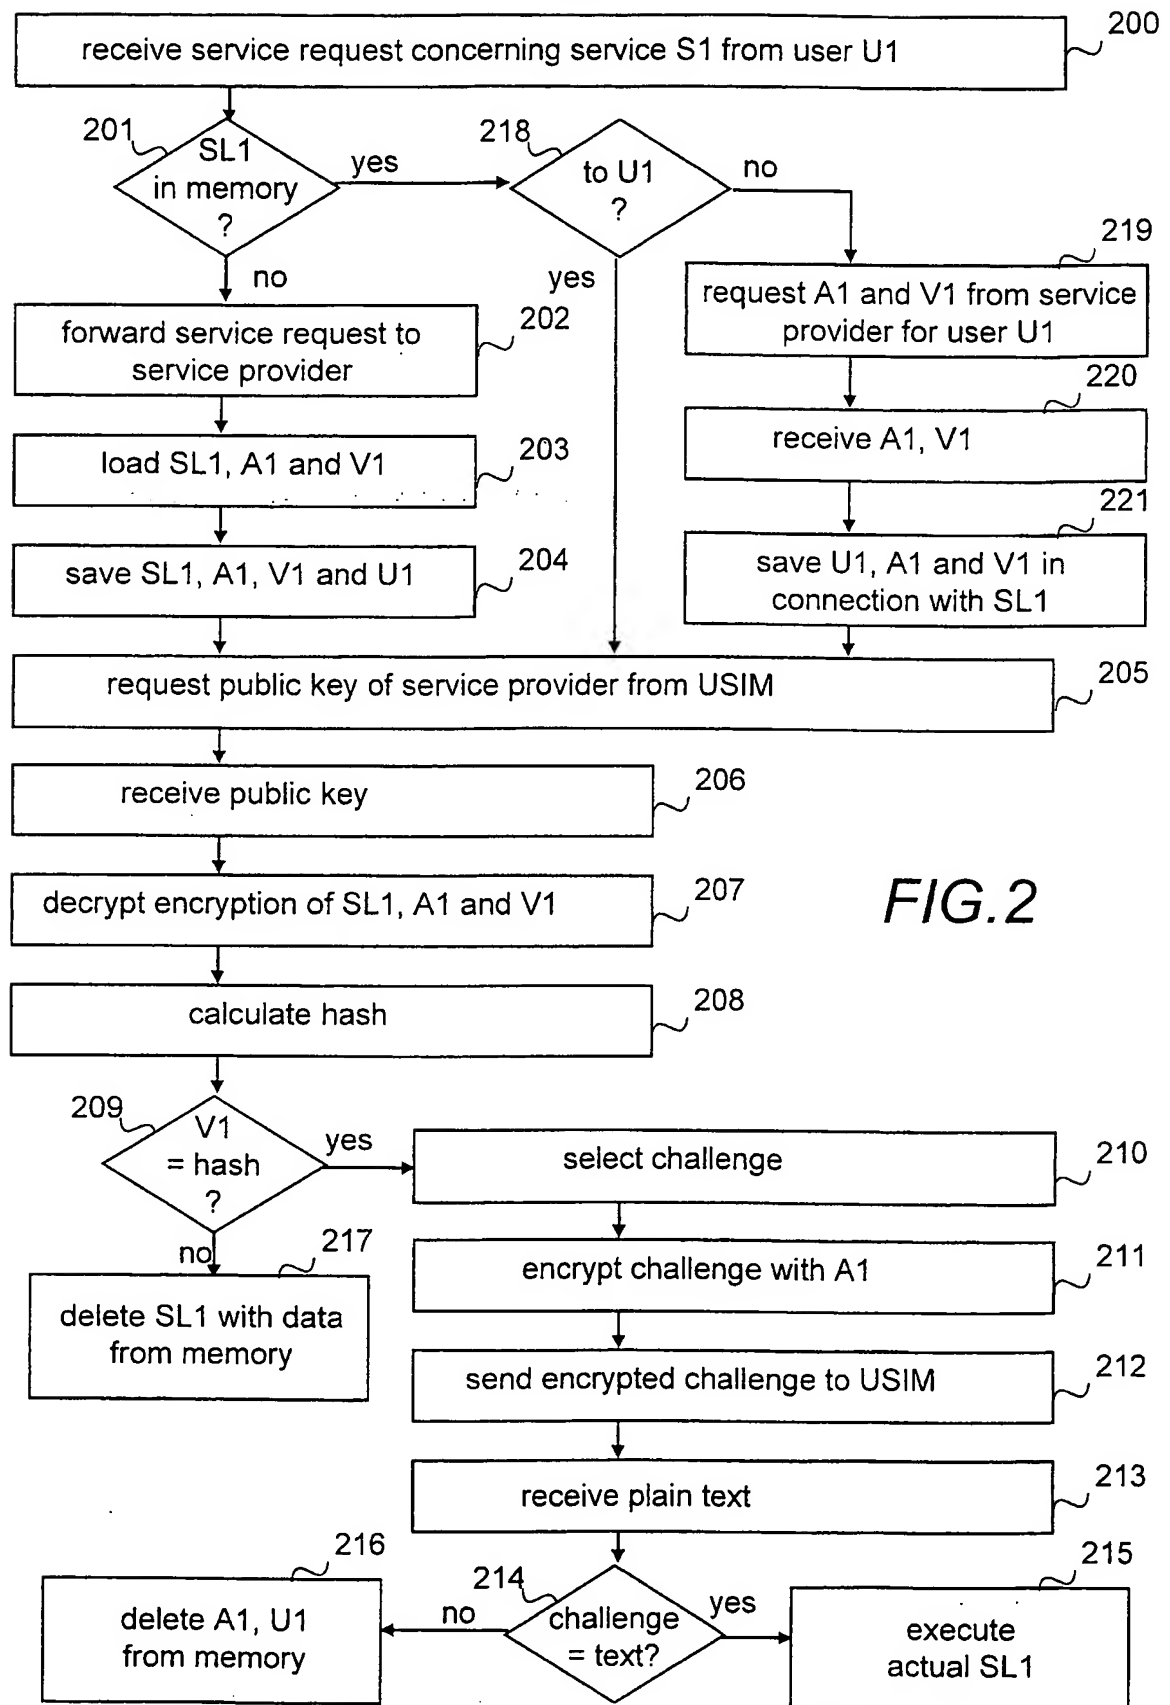 receive service request concerning service S1 from user U1
200
201
SL1
in memory
?
yes
no
218
to U1
?
no
yes
219
request A1 and V1 from service
provider for user U1
202
forward service request to
service provider
220
receive A1, V1
203
load SL1, A1 and V1
221
save U1, A1 and V1 in
connection with SL1
204
save SL1, A1, V1 and U1
205
request public key of service provider from USIM
206
receive public key
207
decrypt encryption of SL1, A1 and V1
FIG.2
208
calculate hash
209
V1
= hash
?
yes
no
210
select challenge
217
delete SL1 with data
from memory
211
encrypt challenge with A1
212
send encrypted challenge to USIM
213
receive plain text
214
challenge
= text?
no
yes
216
delete A1, U1
from memory
215
execute
actual SL1